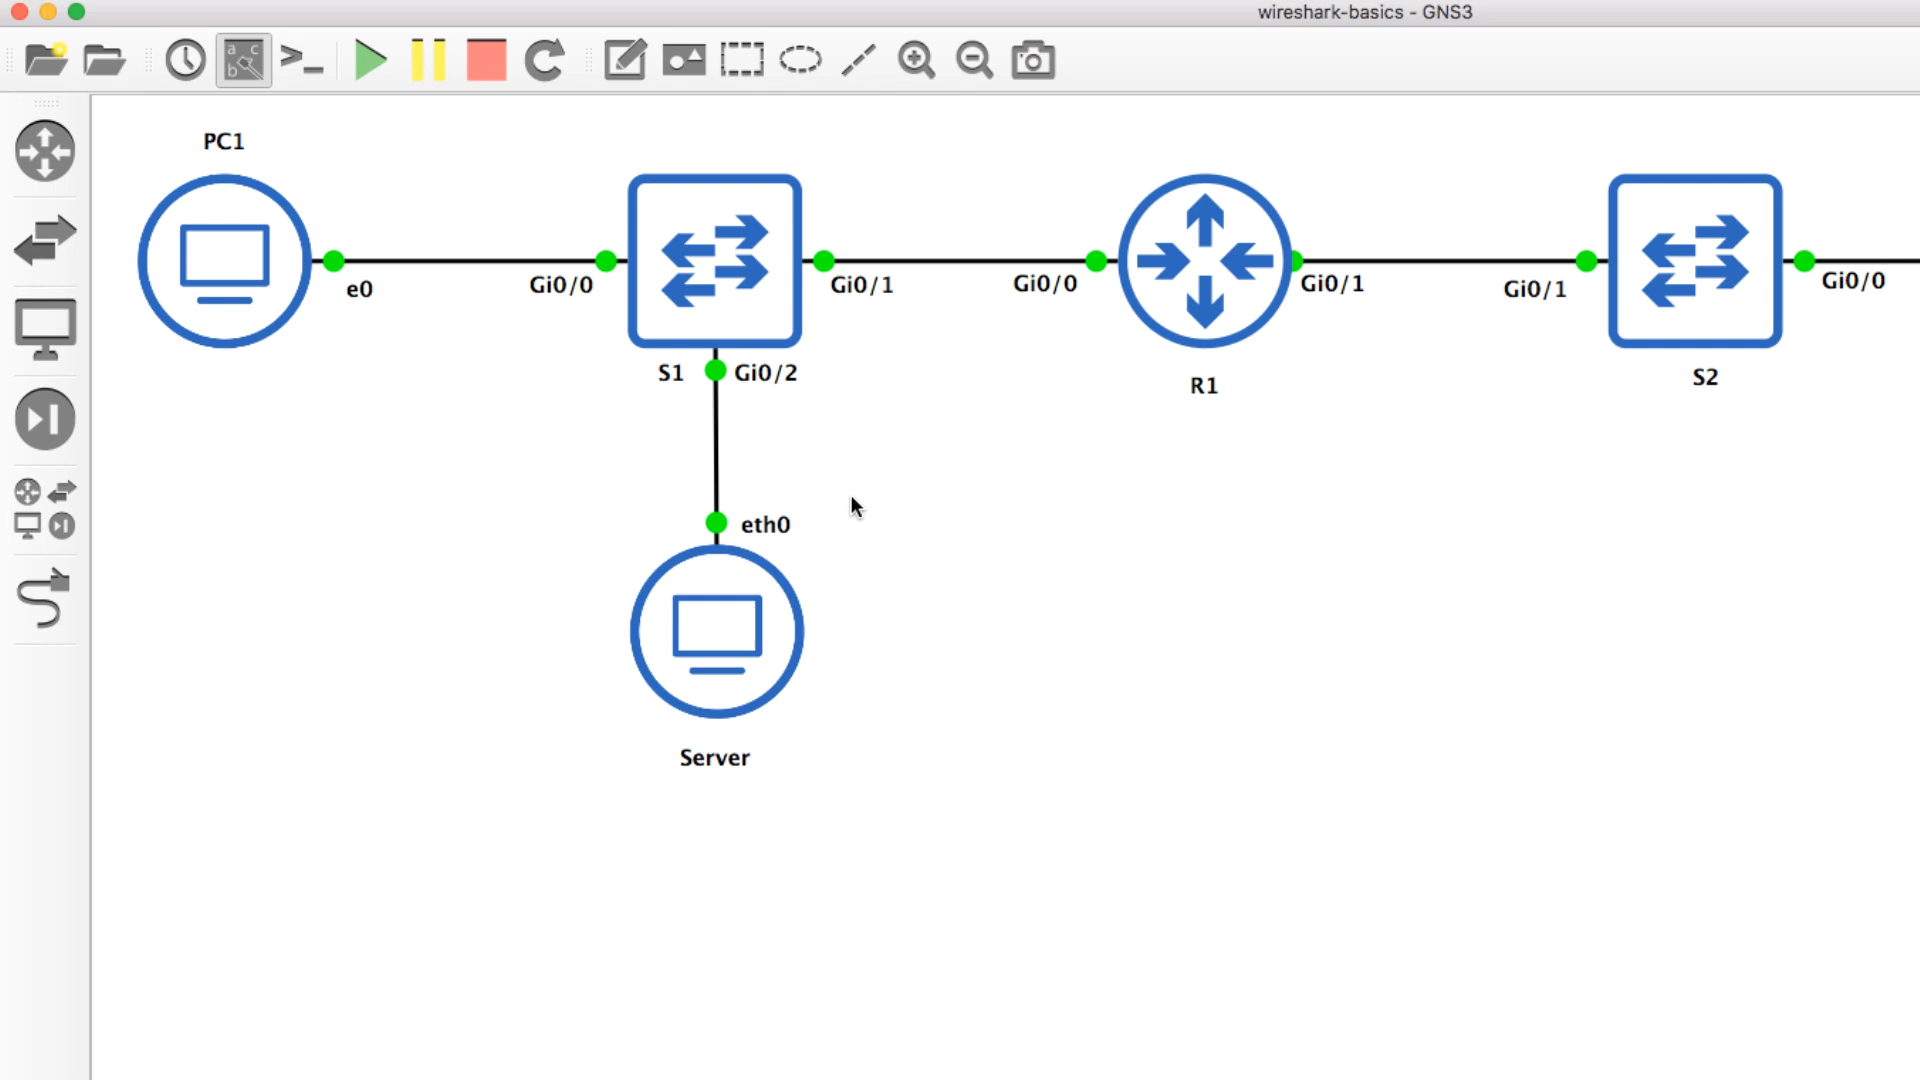 wireshark-basics - GNS3
a c
b
PC1
e0
Gi0/0
Gi0/1
Gi0/0
Gi0/1
Gi0/1
Gi0/0
S1
Gi0/2
R1
S2
eth0
Server